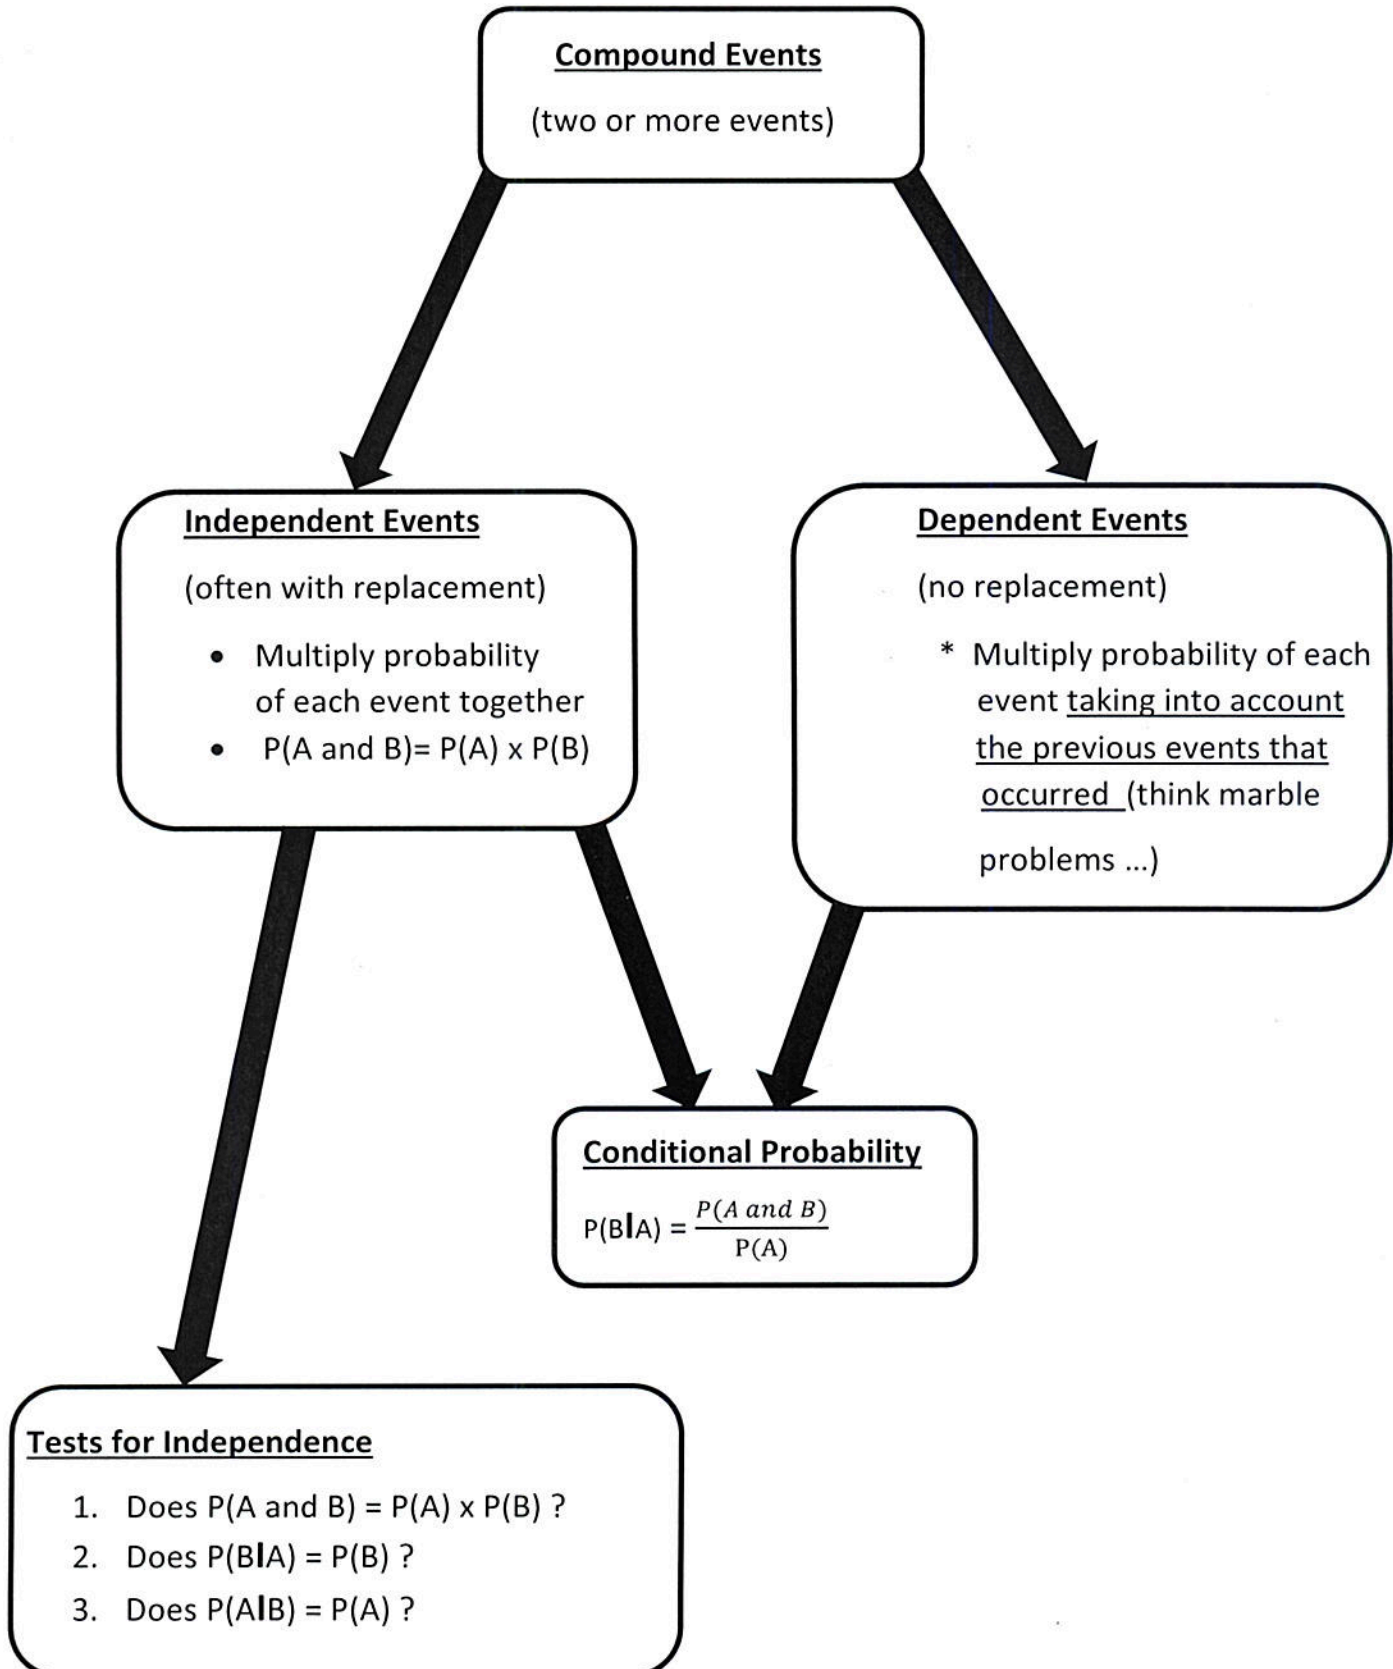 Compound Events
(two or more events)
Independent Events
(often with replacement)
• Multiply probability
of each event together
• P(A and B)= P(A) x P(B)
Dependent Events
(no replacement)
* Multiply probability of each
event taking into account
the previous events that
occurred (think marble
problems ...)
Conditional Probability
P(B|A) = P(A and B) / P(A)
Tests for Independence
1. Does P(A and B) = P(A) x P(B) ?
2. Does P(B|A) = P(B) ?
3. Does P(A|B) = P(A) ?